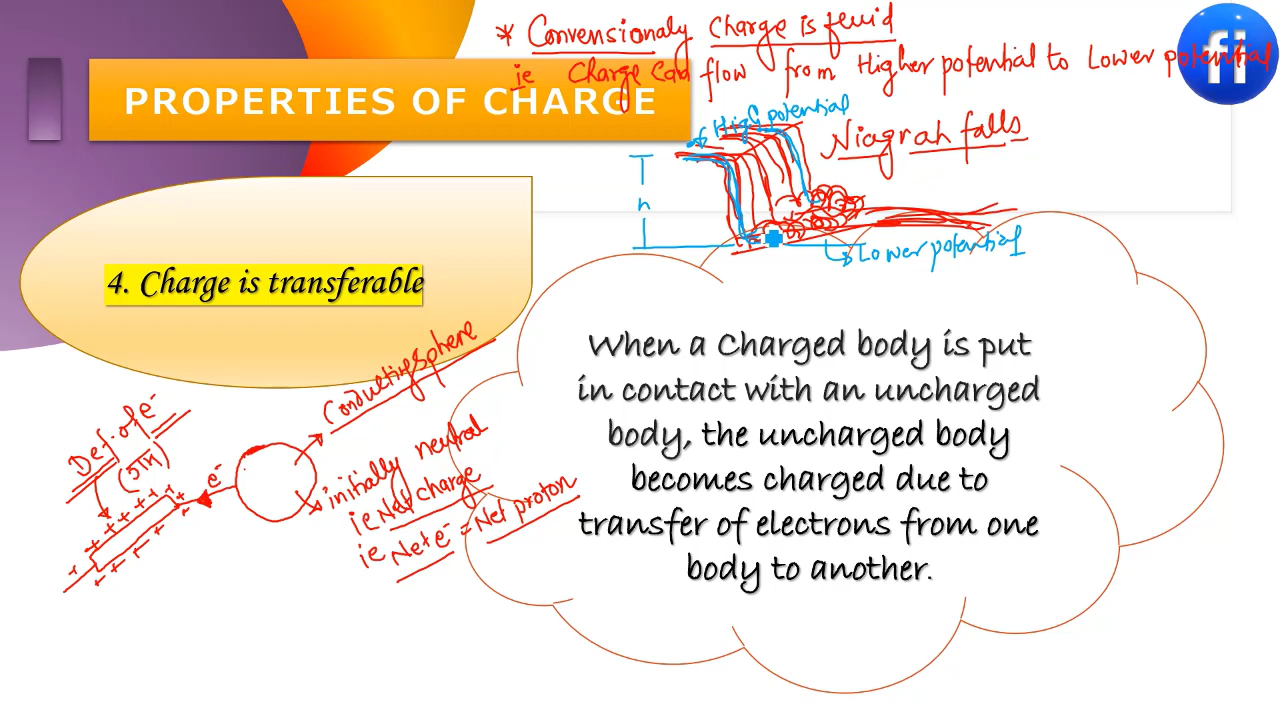 * Convensionaly charge is fluid
ie Charge can flow from Higher potential to Lower potential
fi
PROPERTIES OF CHARGE
High potential
Niagrah falls
h
Lower potential
4. Charge is transferable
When a Charged body is put
in contact with an uncharged
body, the uncharged body
becomes charged due to
transfer of electrons from one
body to another.
Conducting sphere
Def. of e⁻
e⁻
initially neutral
ie Net charge
ie Net e⁻ = Net proton